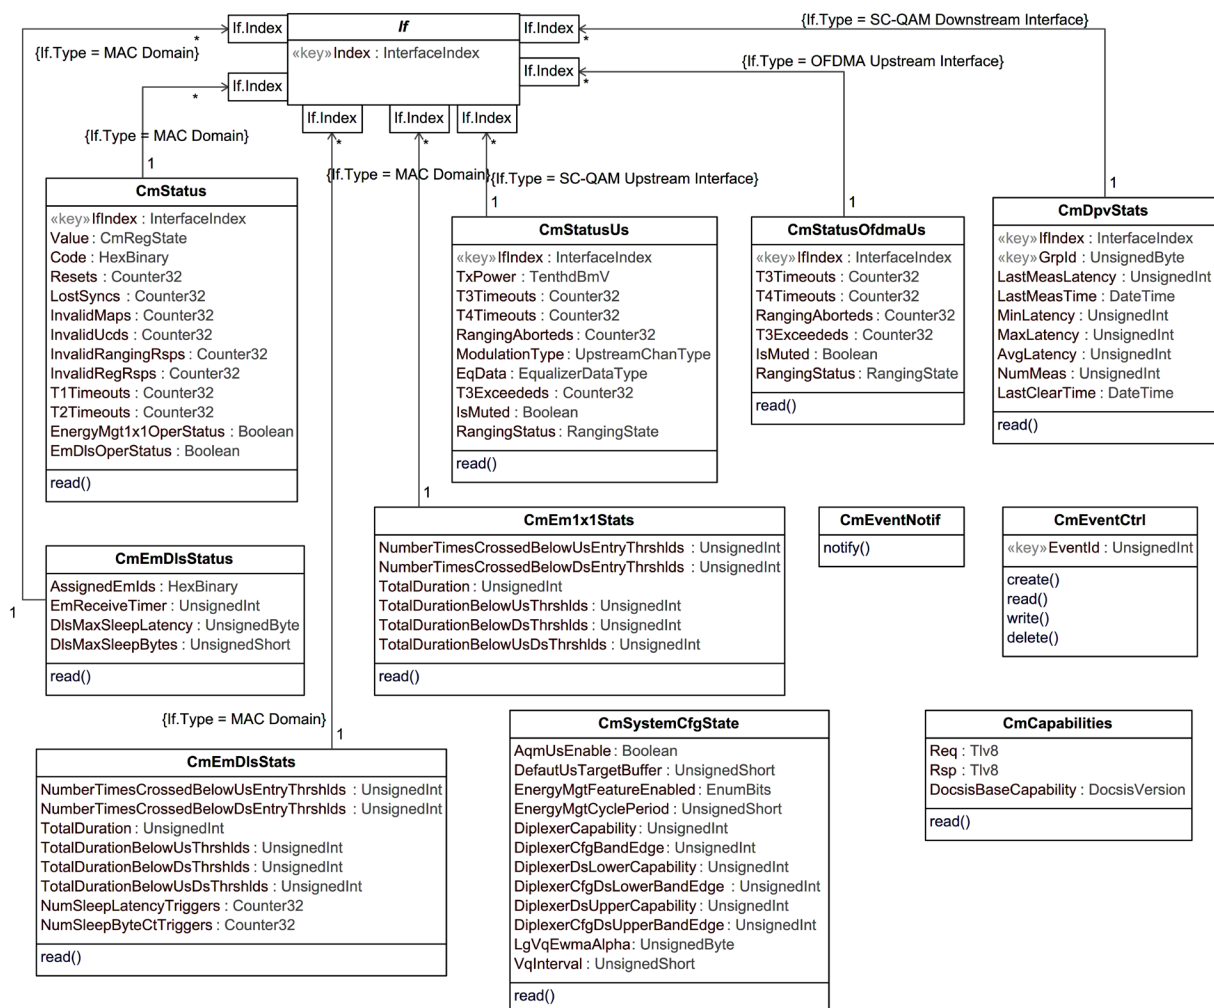 If
«key»Index : InterfaceIndex
If.Index
If.Index
If.Index
If.Index
If.Index
If.Index
If.Index
*
{If.Type = MAC Domain}
*
{If.Type = MAC Domain}
1
*
{If.Type = MAC Domain}
*
{If.Type = SC-QAM Upstream Interface}
*
1
{If.Type = SC-QAM Downstream Interface}
*
{If.Type = OFDMA Upstream Interface}
*
1
1
CmStatus
«key»IfIndex : InterfaceIndex
Value : CmRegState
Code : HexBinary
Resets : Counter32
LostSyncs : Counter32
InvalidMaps : Counter32
InvalidUcds : Counter32
InvalidRangingRsps : Counter32
InvalidRegRsps : Counter32
T1Timeouts : Counter32
T2Timeouts : Counter32
EnergyMgt1x1OperStatus : Boolean
EmDlsOperStatus : Boolean
read()
CmStatusUs
«key»IfIndex : InterfaceIndex
TxPower : TenthdBmV
T3Timeouts : Counter32
T4Timeouts : Counter32
RangingAborteds : Counter32
ModulationType : UpstreamChanType
EqData : EqualizerDataType
T3Exceededs : Counter32
IsMuted : Boolean
RangingStatus : RangingState
read()
CmStatusOfdmaUs
«key»IfIndex : InterfaceIndex
T3Timeouts : Counter32
T4Timeouts : Counter32
RangingAborteds : Counter32
T3Exceededs : Counter32
IsMuted : Boolean
RangingStatus : RangingState
read()
CmDpvStats
«key»IfIndex : InterfaceIndex
«key»GrpId : UnsignedByte
LastMeasLatency : UnsignedInt
LastMeasTime : DateTime
MinLatency : UnsignedInt
MaxLatency : UnsignedInt
AvgLatency : UnsignedInt
NumMeas : UnsignedInt
LastClearTime : DateTime
read()
1
CmEmDlsStatus
AssignedEmIds : HexBinary
EmReceiveTimer : UnsignedInt
DlsMaxSleepLatency : UnsignedByte
DlsMaxSleepBytes : UnsignedShort
read()
1
CmEm1x1Stats
NumberTimesCrossedBelowUsEntryThrshlds : UnsignedInt
NumberTimesCrossedBelowDsEntryThrshlds : UnsignedInt
TotalDuration : UnsignedInt
TotalDurationBelowUsThrshlds : UnsignedInt
TotalDurationBelowDsThrshlds : UnsignedInt
TotalDurationBelowUsDsThrshlds : UnsignedInt
read()
CmEventNotif
notify()
CmEventCtrl
«key»EventId : UnsignedInt
create()
read()
write()
delete()
{If.Type = MAC Domain}
1
CmEmDlsStats
NumberTimesCrossedBelowUsEntryThrshlds : UnsignedInt
NumberTimesCrossedBelowDsEntryThrshlds : UnsignedInt
TotalDuration : UnsignedInt
TotalDurationBelowUsThrshlds : UnsignedInt
TotalDurationBelowDsThrshlds : UnsignedInt
TotalDurationBelowUsDsThrshlds : UnsignedInt
NumSleepLatencyTriggers : Counter32
NumSleepByteCtTriggers : Counter32
read()
CmSystemCfgState
AqmUsEnable : Boolean
DefautUsTargetBuffer : UnsignedShort
EnergyMgtFeatureEnabled : EnumBits
EnergyMgtCyclePeriod : UnsignedShort
DiplexerCapability : UnsignedInt
DiplexerCfgBandEdge : UnsignedInt
DiplexerDsLowerCapability : UnsignedInt
DiplexerCfgDsLowerBandEdge : UnsignedInt
DiplexerDsUpperCapability : UnsignedInt
DiplexerCfgDsUpperBandEdge : UnsignedInt
LgVqEwmaAlpha : UnsignedByte
VqInterval : UnsignedShort
read()
CmCapabilities
Req : Tlv8
Rsp : Tlv8
DocsisBaseCapability : DocsisVersion
read()